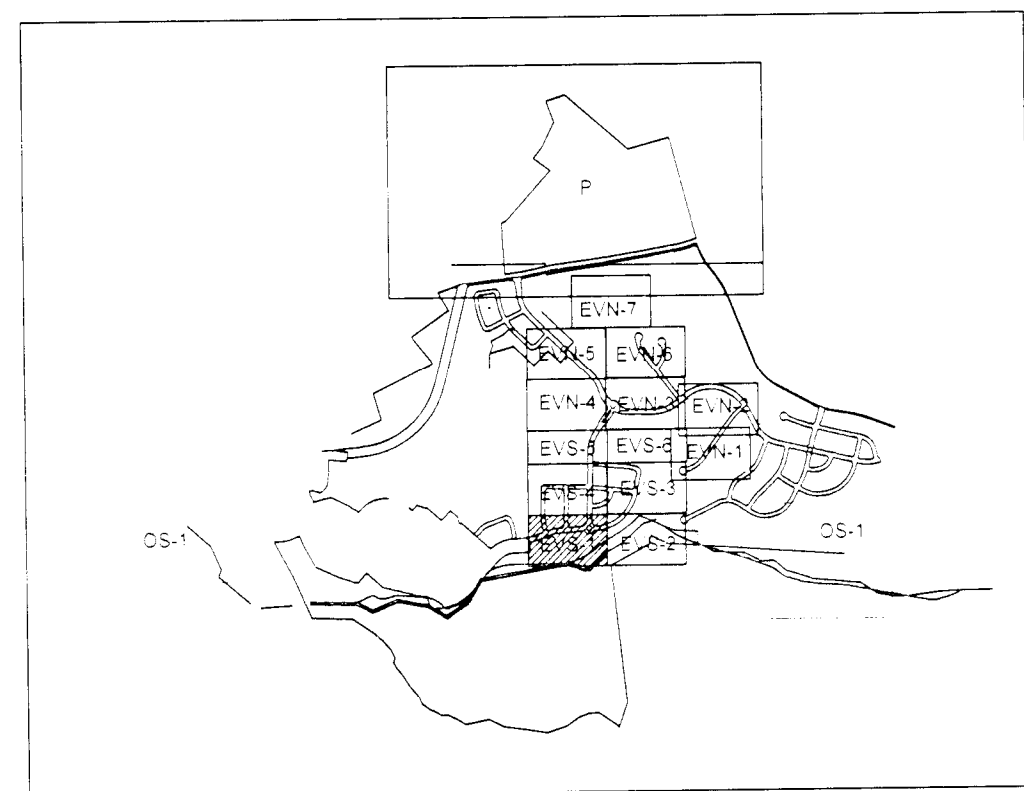 P
EVN-7
EVN-5 EVN-6
EVN-4 EVN-3 EVN-2
EVS-5 EVS-6 EVN-1
EVS-4 EVS-3
OS-1 EVS-1 EVS-2 OS-1